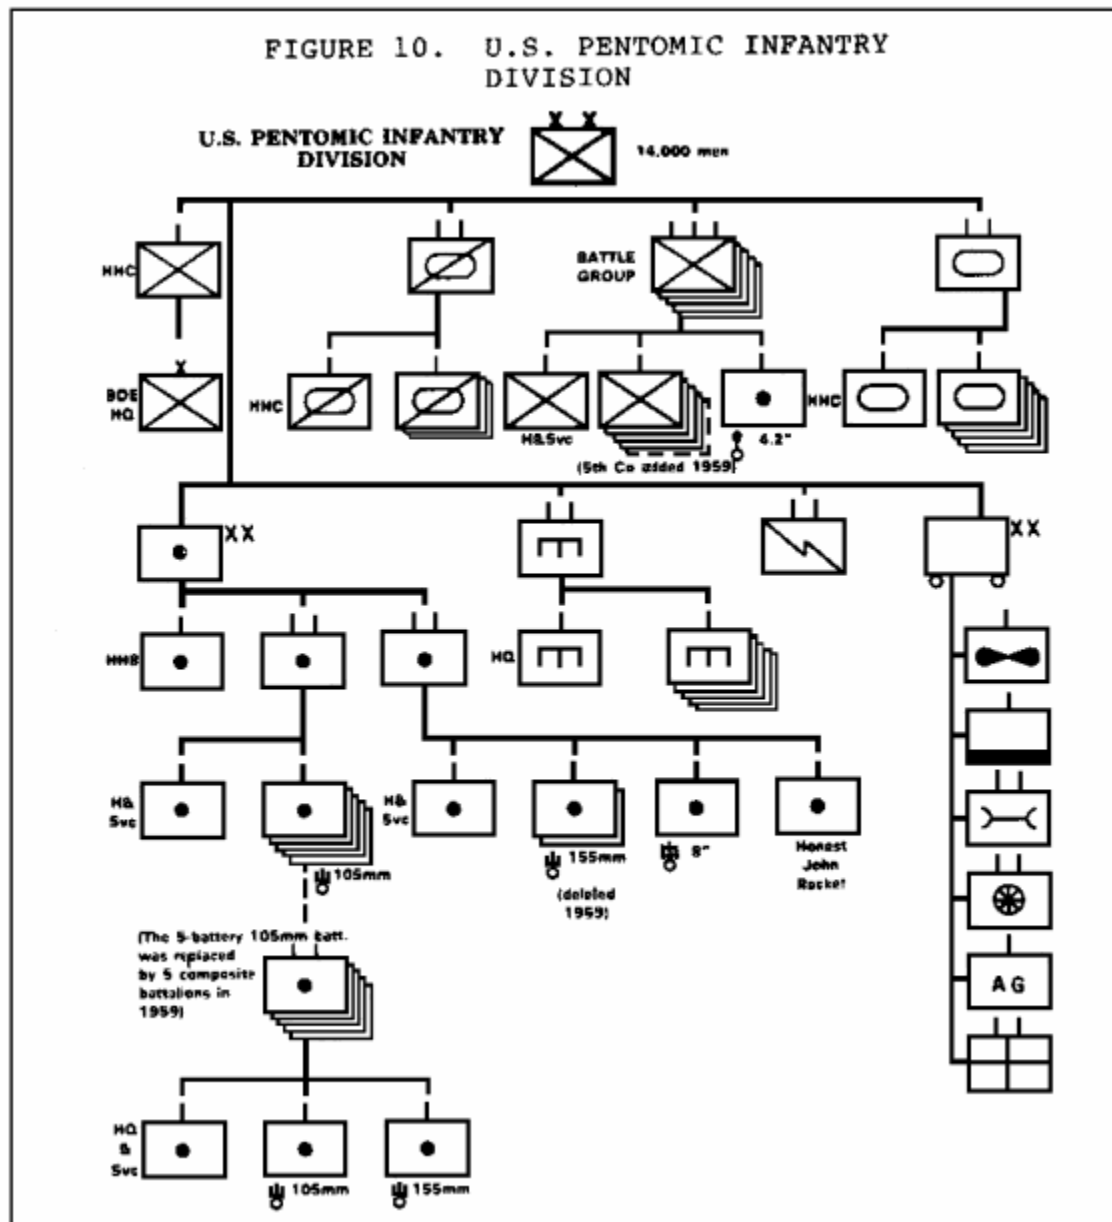 FIGURE 10. U.S. PENTOMIC INFANTRY
DIVISION
U.S. PENTOMIC INFANTRY
DIVISION
14,000 men
HHC
BATTLE
GROUP
BDE
HQ
HHC
H&Svc
4.2"
HHC
(5th Co added 1959)
XX
XX
HHB
HQ
H&
Svc
105mm
H&
Svc
155mm
(deleted
1959)
8"
Honest
John
Rocket
(The 5-battery 105mm batt.
was replaced
by 5 composite
battalions in
1959)
AG
HQ
&
Svc
105mm
155mm